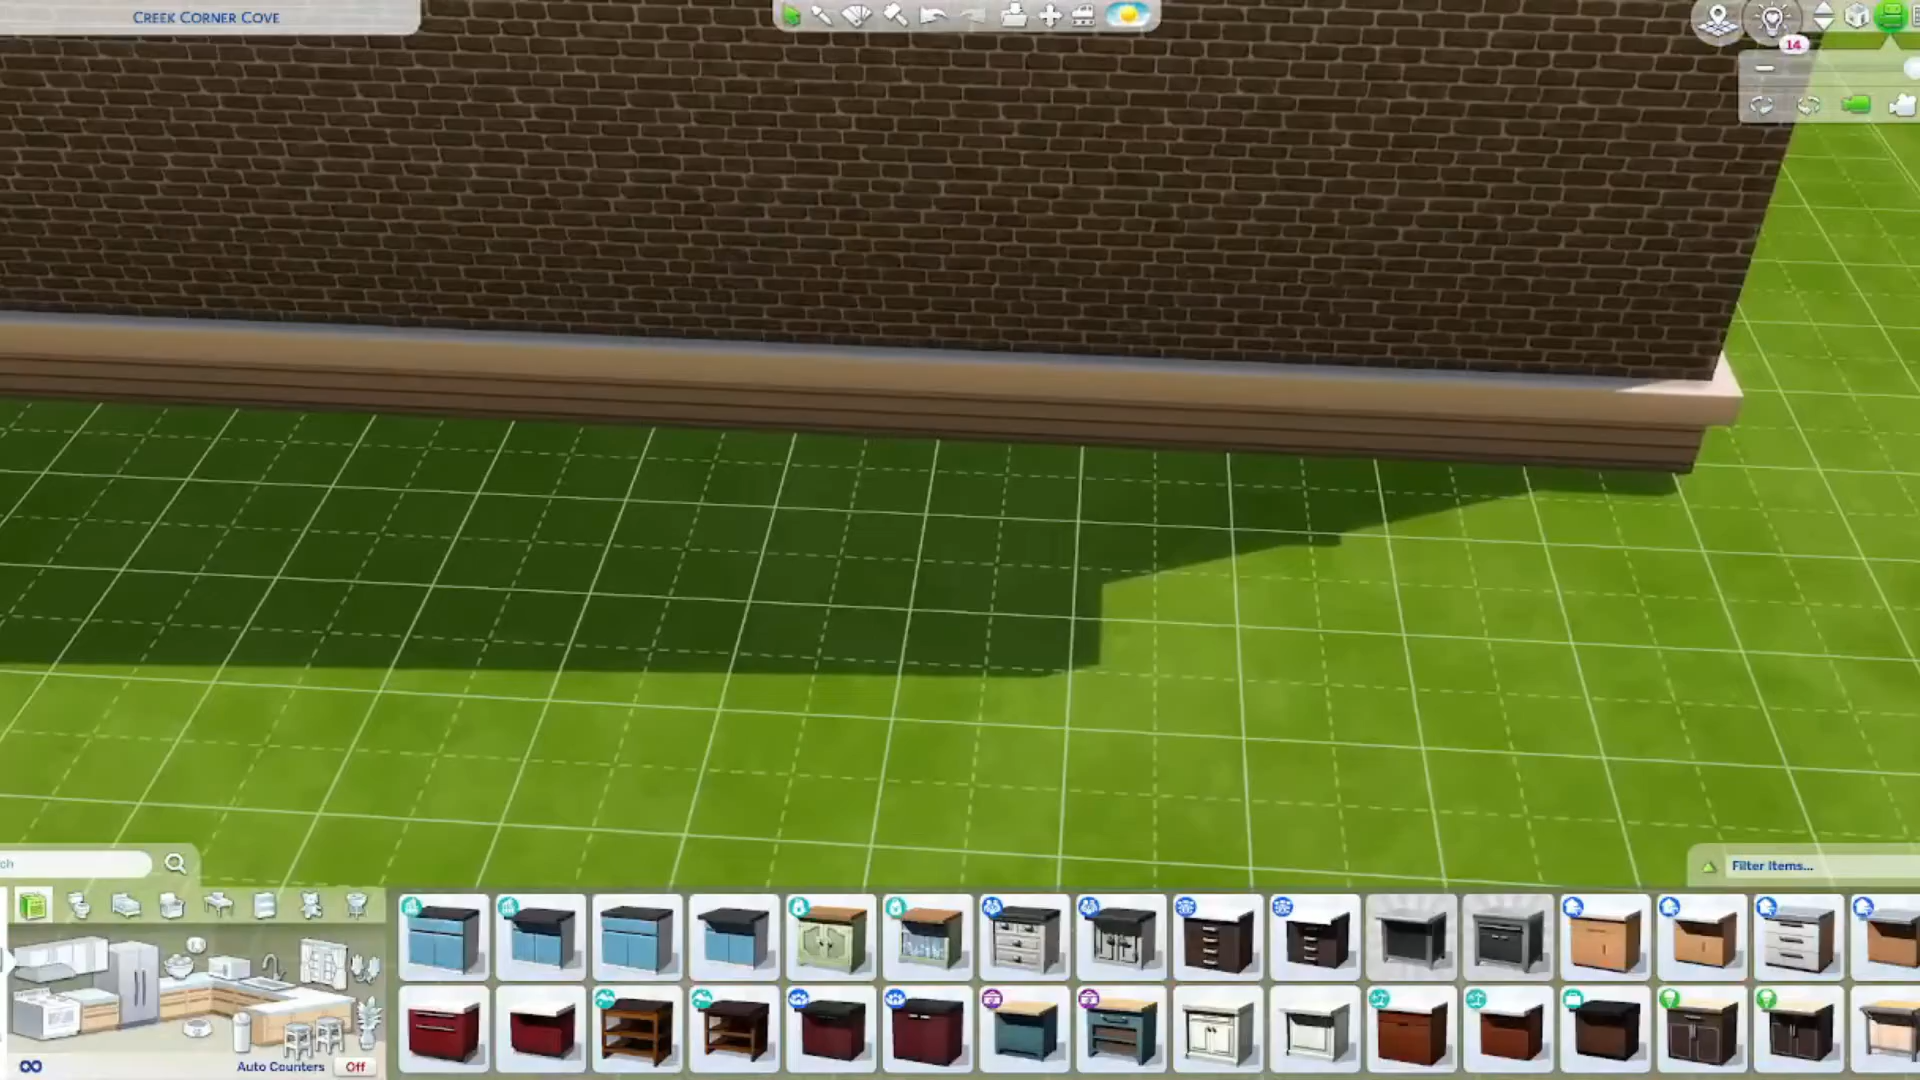 CREEK CORNER COVE
14
ch
Filter Items...
Auto Counters Off